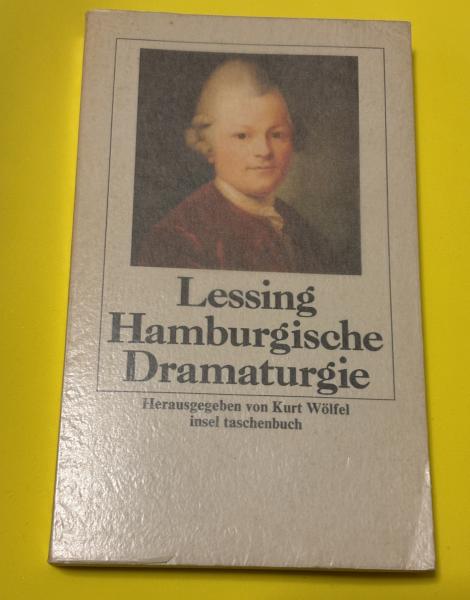 Lessing
Hamburgische
Dramaturgie
Herausgegeben von Kurt Wölfel
insel taschenbuch